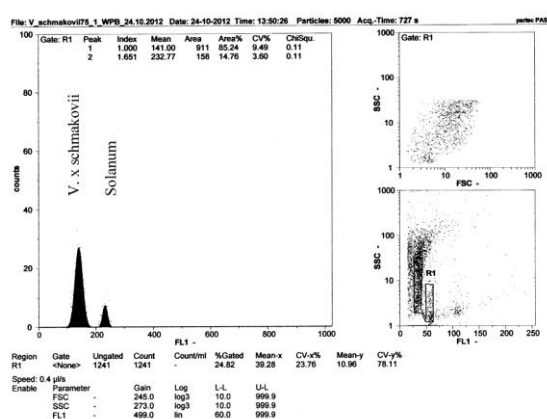 File: V_schmakovii75_1_WPB_24.10.2012 Date: 24-10-2012 Time: 13:50:26 Particles: 5000 Acq.-Time: 727 s partec PAS
Gate: R1 Peak Index Mean Area Area% CV% ChiSqu.
1 1.000 141.00 911 85.24 9.49 0.11
2 1.651 232.77 158 14.76 3.60 0.11
100
80
60
40
20
0
counts
V. x schmakovii
Solanum
0 200 400 600 800 1000
FL1 -
Gate: R1
1000
100
10
1
SSC -
1 10 100 1000
FSC -
1000
100
10
1
SSC -
R1
0 50 100 150 200 250
FL1 -
Region Gate Ungated Count Count/ml %Gated Mean-x CV-x% Mean-y CV-y%
R1 <None> 1241 1241 - 24.82 39.28 23.76 10.96 78.11
Speed: 0.4 µl/s
Enable Parameter Gain Log L-L U-L
FSC - 245.0 log3 10.0 999.9
SSC - 273.0 log3 10.0 999.9
FL1 - 499.0 lin 60.0 999.9